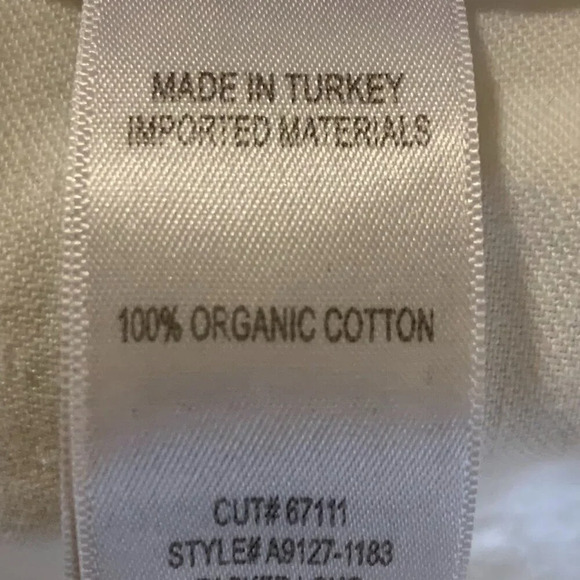 MADE IN TURKEY
IMPORTED MATERIALS
100% ORGANIC COTTON
CUT# 67111
STYLE# A9127-1183